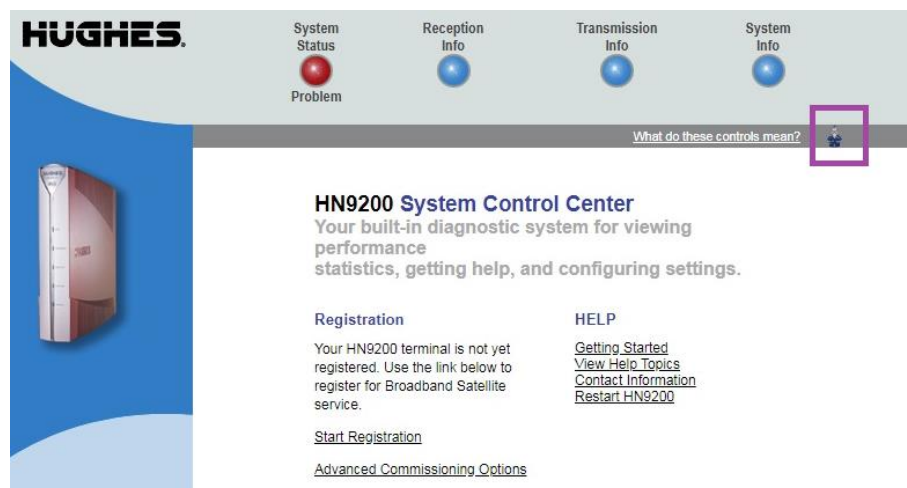 HUGHES.
System
Status
Problem
Reception
Info
Transmission
Info
System
Info
What do these controls mean?
HN9200 System Control Center
Your built-in diagnostic system for viewing
performance
statistics, getting help, and configuring settings.
Registration
Your HN9200 terminal is not yet
registered. Use the link below to
register for Broadband Satellite
service.
Start Registration
Advanced Commissioning Options
HELP
Getting Started
View Help Topics
Contact Information
Restart HN9200